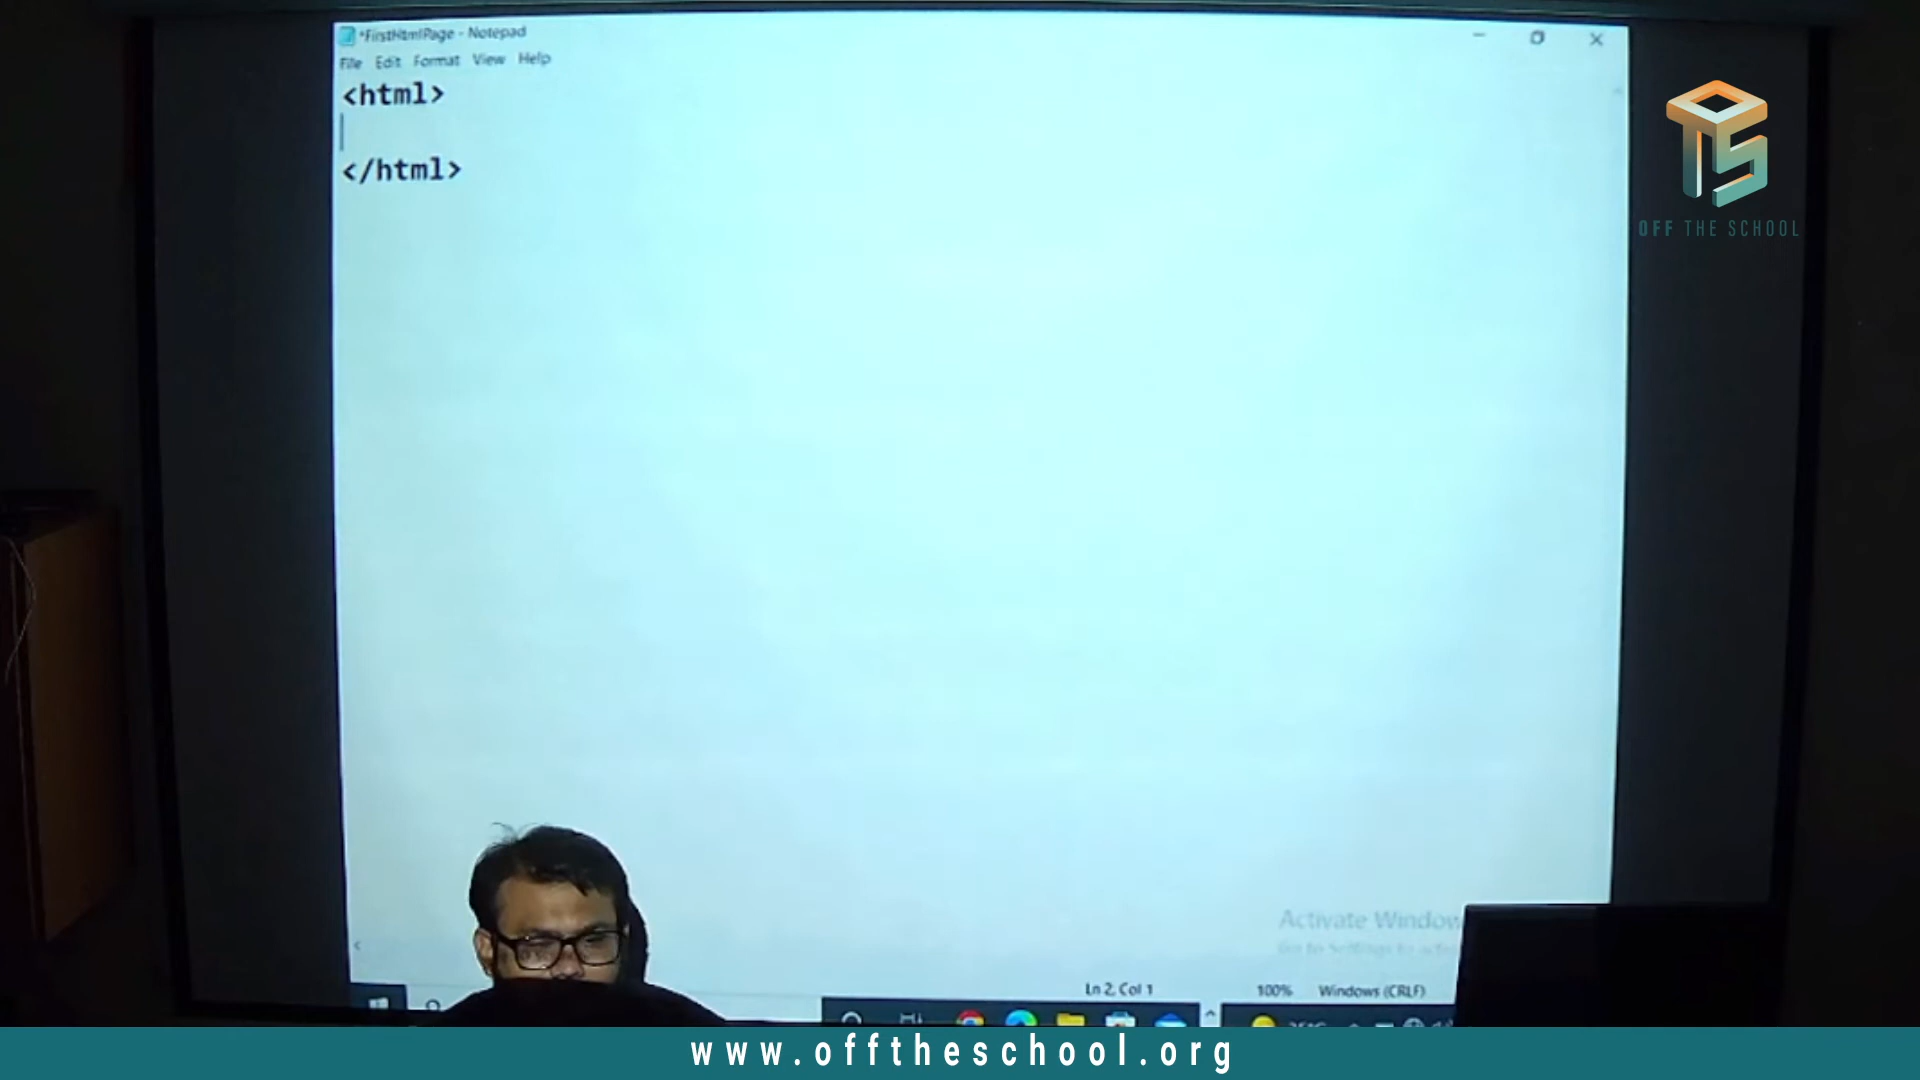 *FirstHtmlPage - Notepad
File Edit Format View Help
<html>
</html>
OFF THE SCHOOL
Activate Window
Ln 2, Col 1
100%
Windows (CRLF)
www.offtheschool.org